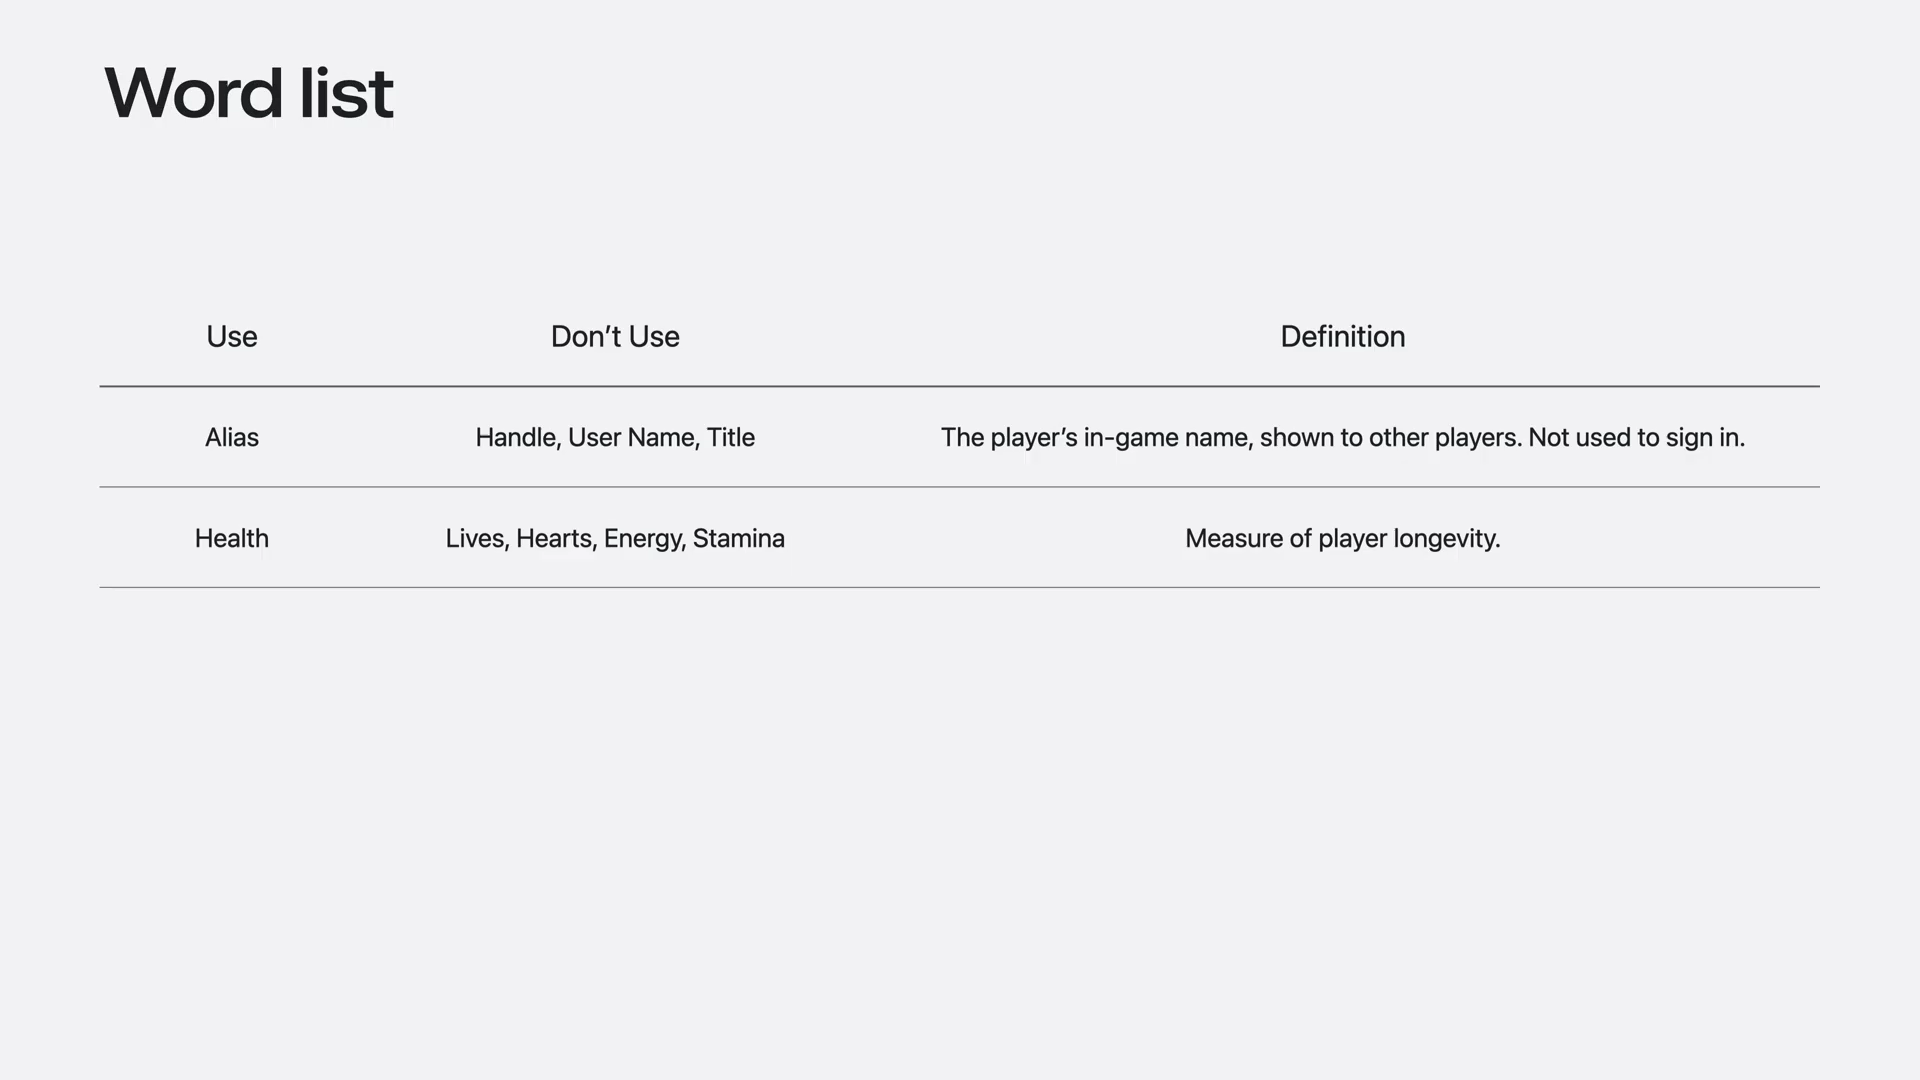 Word list
Use Don’t Use Definition
Alias Handle, User Name, Title The player’s in-game name, shown to other players. Not used to sign in.
Health Lives, Hearts, Energy, Stamina Measure of player longevity.